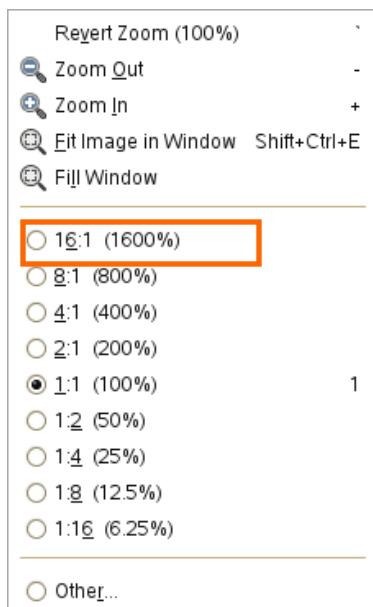 Revert Zoom (100%) `
Zoom Out -
Zoom In +
Fit Image in Window Shift+Ctrl+E
Fill Window
16:1 (1600%)
8:1 (800%)
4:1 (400%)
2:1 (200%)
1:1 (100%) 1
1:2 (50%)
1:4 (25%)
1:8 (12.5%)
1:16 (6.25%)
Other...